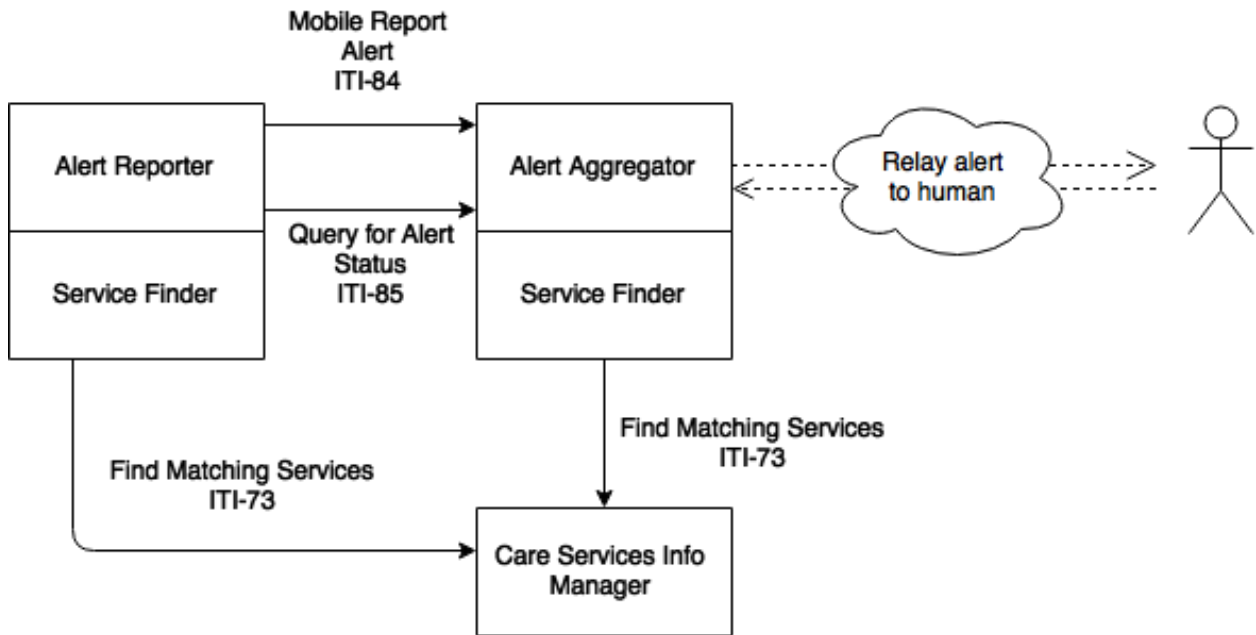 Mobile Report
Alert
ITI-84
Alert Reporter
Alert Aggregator
Relay alert
to human
Query for Alert
Status
ITI-85
Service Finder
Service Finder
Find Matching Services
ITI-73
Find Matching Services
ITI-73
Care Services Info
Manager